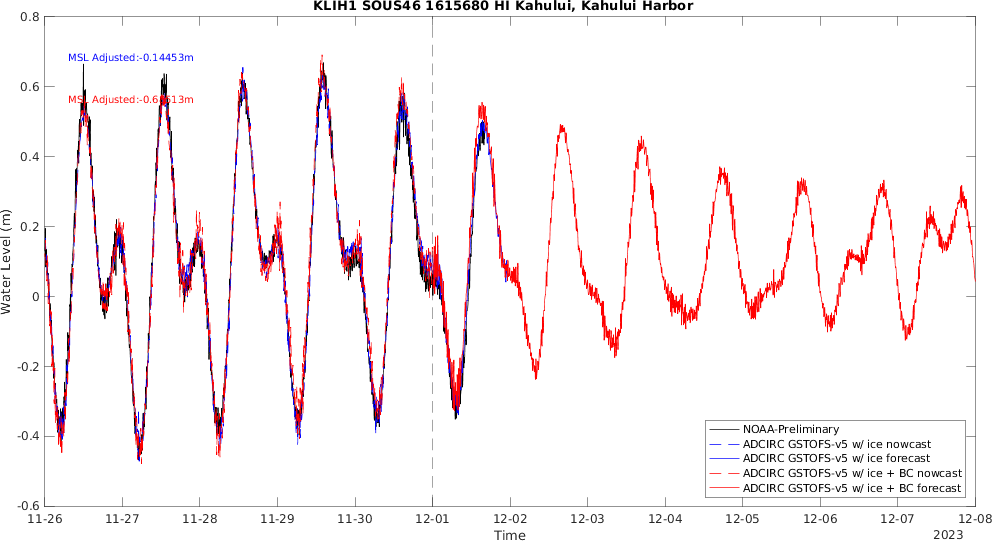 KLIH1 SOUS46 1615680 HI Kahului, Kahului Harbor
0.8
0.6
0.4
0.2
0
-0.2
-0.4
-0.6
Water Level (m)
MSL Adjusted:-0.14453m
MSL
NOAA-Preliminary
ADCIRC GSTOFS-v5 w/ ice nowcast
ADCIRC GSTOFS-v5 w/ ice forecast
ADCIRC GSTOFS-v5 w/ ice + BC nowcast
ADCIRC GSTOFS-v5 w/ ice + BC forecast
11-26 11-27 11-28 11-29 11-30 12-01 12-02 12-03 12-04 12-05 12-06 12-07 12-08
Time
2023